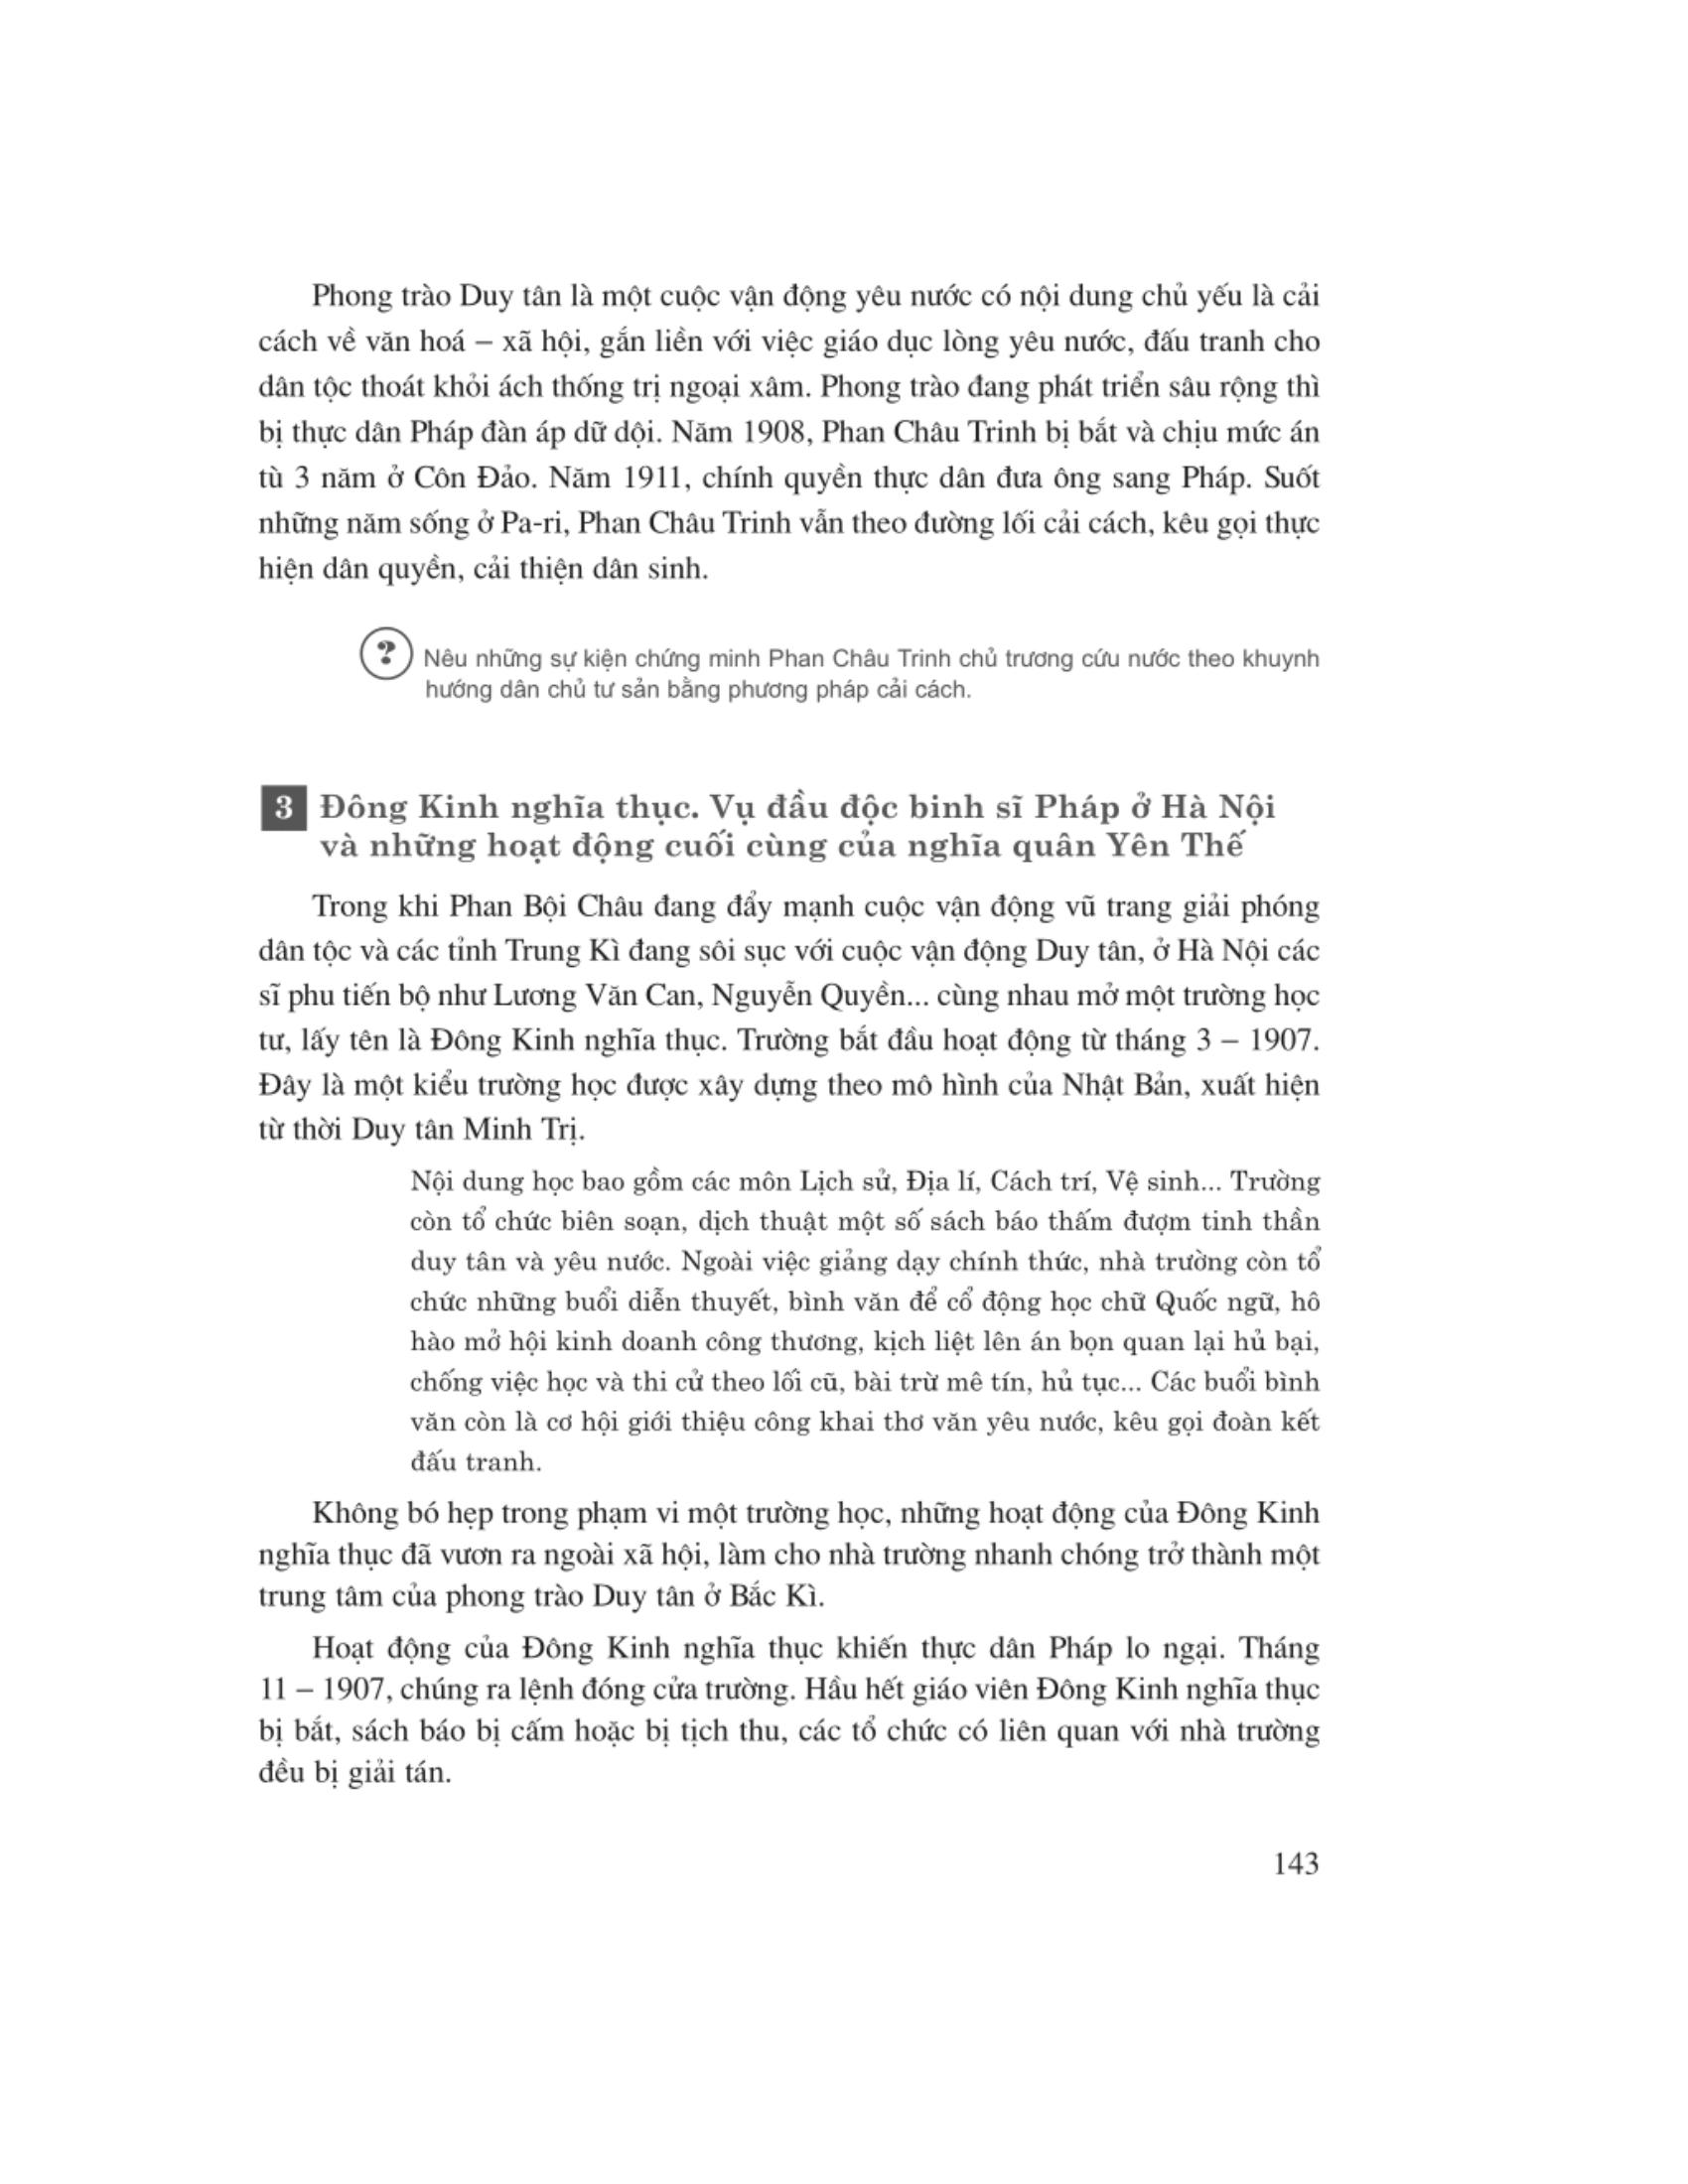 Phong trào Duy tân là một cuộc vận động yêu nước có nội dung chủ yếu là cải
cách về văn hoá – xã hội, gắn liền với việc giáo dục lòng yêu nước, đấu tranh cho
dân tộc thoát khỏi ách thống trị ngoại xâm. Phong trào đang phát triển sâu rộng thì
bị thực dân Pháp đàn áp dữ dội. Năm 1908, Phan Châu Trinh bị bắt và chịu mức án
tù 3 năm ở Côn Đảo. Năm 1911, chính quyền thực dân đưa ông sang Pháp. Suốt
những năm sống ở Pa-ri, Phan Châu Trinh vẫn theo đường lối cải cách, kêu gọi thực
hiện dân quyền, cải thiện dân sinh.
? Nêu những sự kiện chứng minh Phan Châu Trinh chủ trương cứu nước theo khuynh
hướng dân chủ tư sản bằng phương pháp cải cách.
3 Đông Kinh nghĩa thục. Vụ đầu độc binh sĩ Pháp ở Hà Nội
và những hoạt động cuối cùng của nghĩa quân Yên Thế
Trong khi Phan Bội Châu đang đẩy mạnh cuộc vận động vũ trang giải phóng
dân tộc và các tỉnh Trung Kì đang sôi sục với cuộc vận động Duy tân, ở Hà Nội các
sĩ phu tiến bộ như Lương Văn Can, Nguyễn Quyền... cùng nhau mở một trường học
tư, lấy tên là Đông Kinh nghĩa thục. Trường bắt đầu hoạt động từ tháng 3 – 1907.
Đây là một kiểu trường học được xây dựng theo mô hình của Nhật Bản, xuất hiện
từ thời Duy tân Minh Trị.
Nội dung học bao gồm các môn Lịch sử, Địa lí, Cách trí, Vệ sinh... Trường
còn tổ chức biên soạn, dịch thuật một số sách báo thấm đượm tinh thần
duy tân và yêu nước. Ngoài việc giảng dạy chính thức, nhà trường còn tổ
chức những buổi diễn thuyết, bình văn để cổ động học chữ Quốc ngữ, hô
hào mở hội kinh doanh công thương, kịch liệt lên án bọn quan lại hủ bại,
chống việc học và thi cử theo lối cũ, bài trừ mê tín, hủ tục... Các buổi bình
văn còn là cơ hội giới thiệu công khai thơ văn yêu nước, kêu gọi đoàn kết
đấu tranh.
Không bó hẹp trong phạm vi một trường học, những hoạt động của Đông Kinh
nghĩa thục đã vươn ra ngoài xã hội, làm cho nhà trường nhanh chóng trở thành một
trung tâm của phong trào Duy tân ở Bắc Kì.
Hoạt động của Đông Kinh nghĩa thục khiến thực dân Pháp lo ngại. Tháng
11 – 1907, chúng ra lệnh đóng cửa trường. Hầu hết giáo viên Đông Kinh nghĩa thục
bị bắt, sách báo bị cấm hoặc bị tịch thu, các tổ chức có liên quan với nhà trường
đều bị giải tán.
143